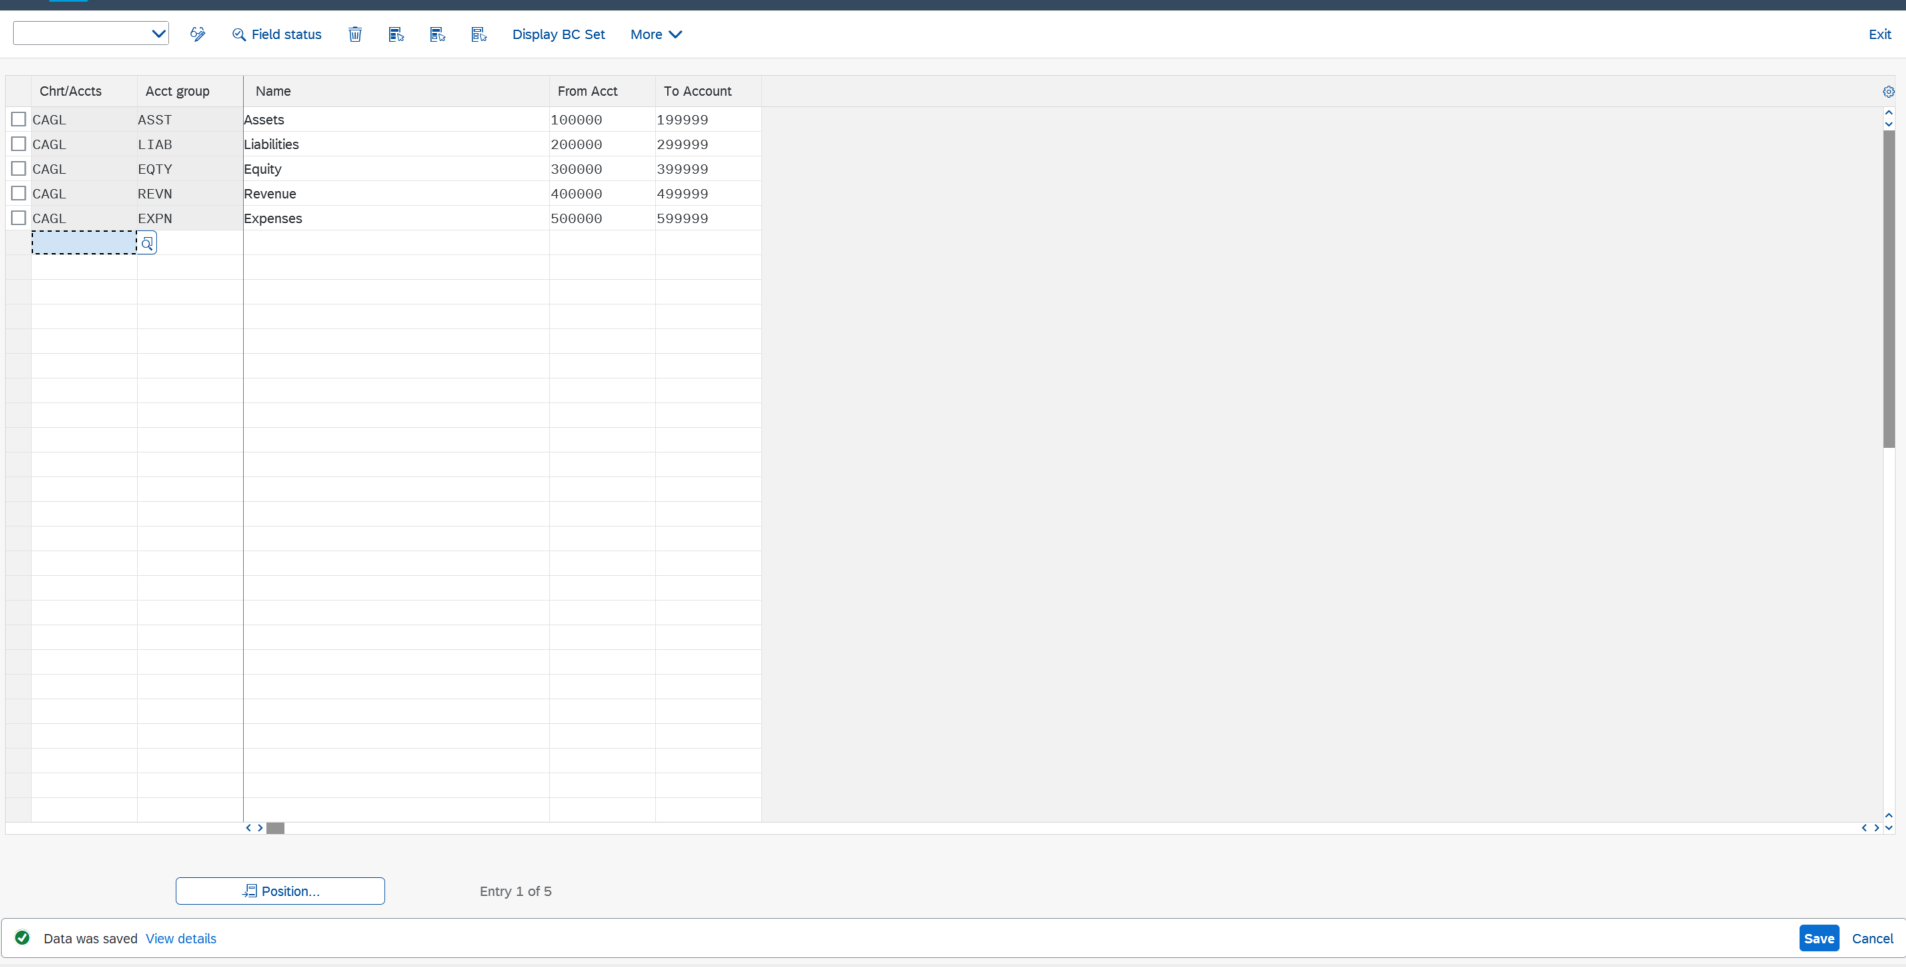 Field status Display BC Set More Exit
Chrt/Accts Acct group Name From Acct To Account
CAGL ASST Assets 100000 199999
CAGL LIAB Liabilities 200000 299999
CAGL EQTY Equity 300000 399999
CAGL REVN Revenue 400000 499999
CAGL EXPN Expenses 500000 599999
Position... Entry 1 of 5
Data was saved View details Save Cancel